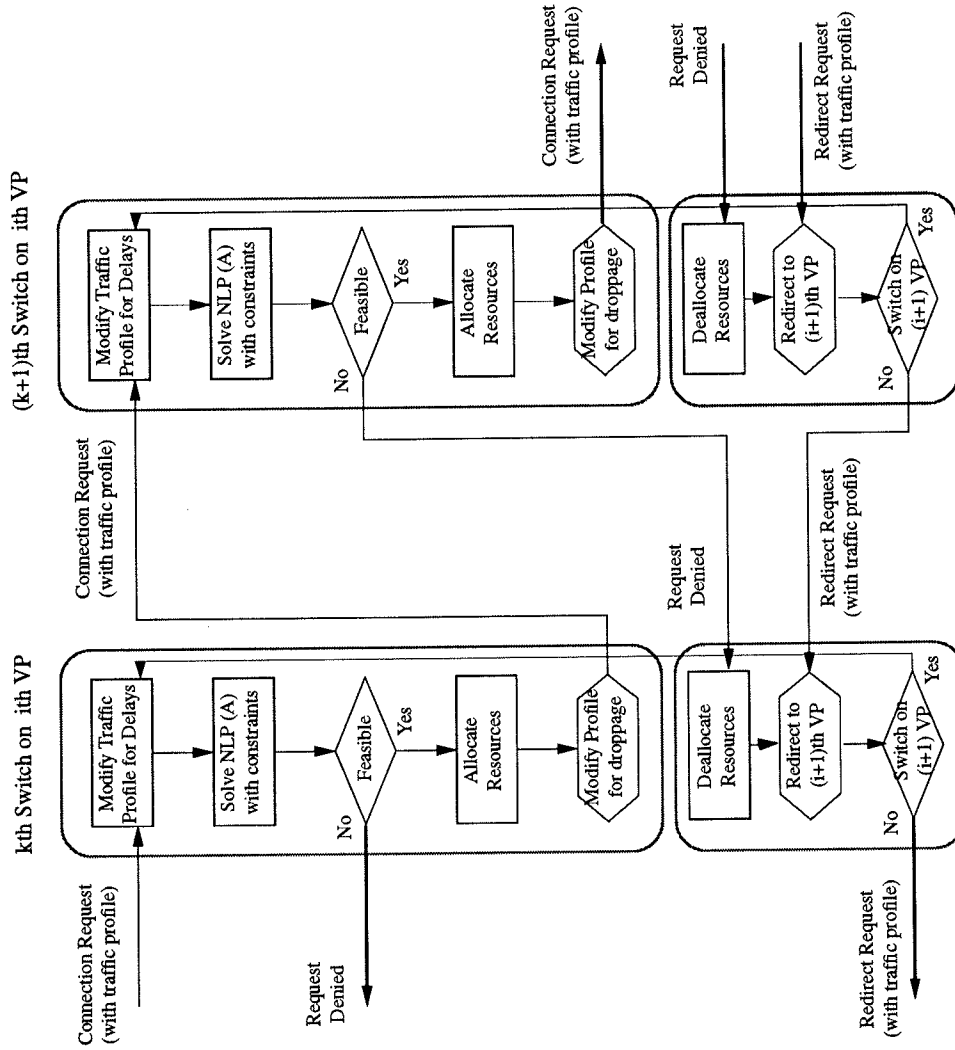 kth Switch on ith VP
Connection Request
(with traffic profile)
Modify Traffic
Profile for Delays
Solve NLP (A)
with constraints
Feasible
No
Yes
Request
Denied
Allocate
Resources
Modify Profile
for droppage
Deallocate
Resources
Redirect to
(i+1)th VP
Switch on
(i+1) VP
No
Yes
Redirect Request
(with traffic profile)
Connection Request
(with traffic profile)
Request
Denied
Redirect Request
(with traffic profile)
(k+1)th Switch on ith VP
Modify Traffic
Profile for Delays
Solve NLP (A)
with constraints
Feasible
No
Yes
Allocate
Resources
Modify Profile
for droppage
Deallocate
Resources
Redirect to
(i+1)th VP
Switch on
(i+1) VP
No
Yes
Connection Request
(with traffic profile)
Request
Denied
Redirect Request
(with traffic profile)